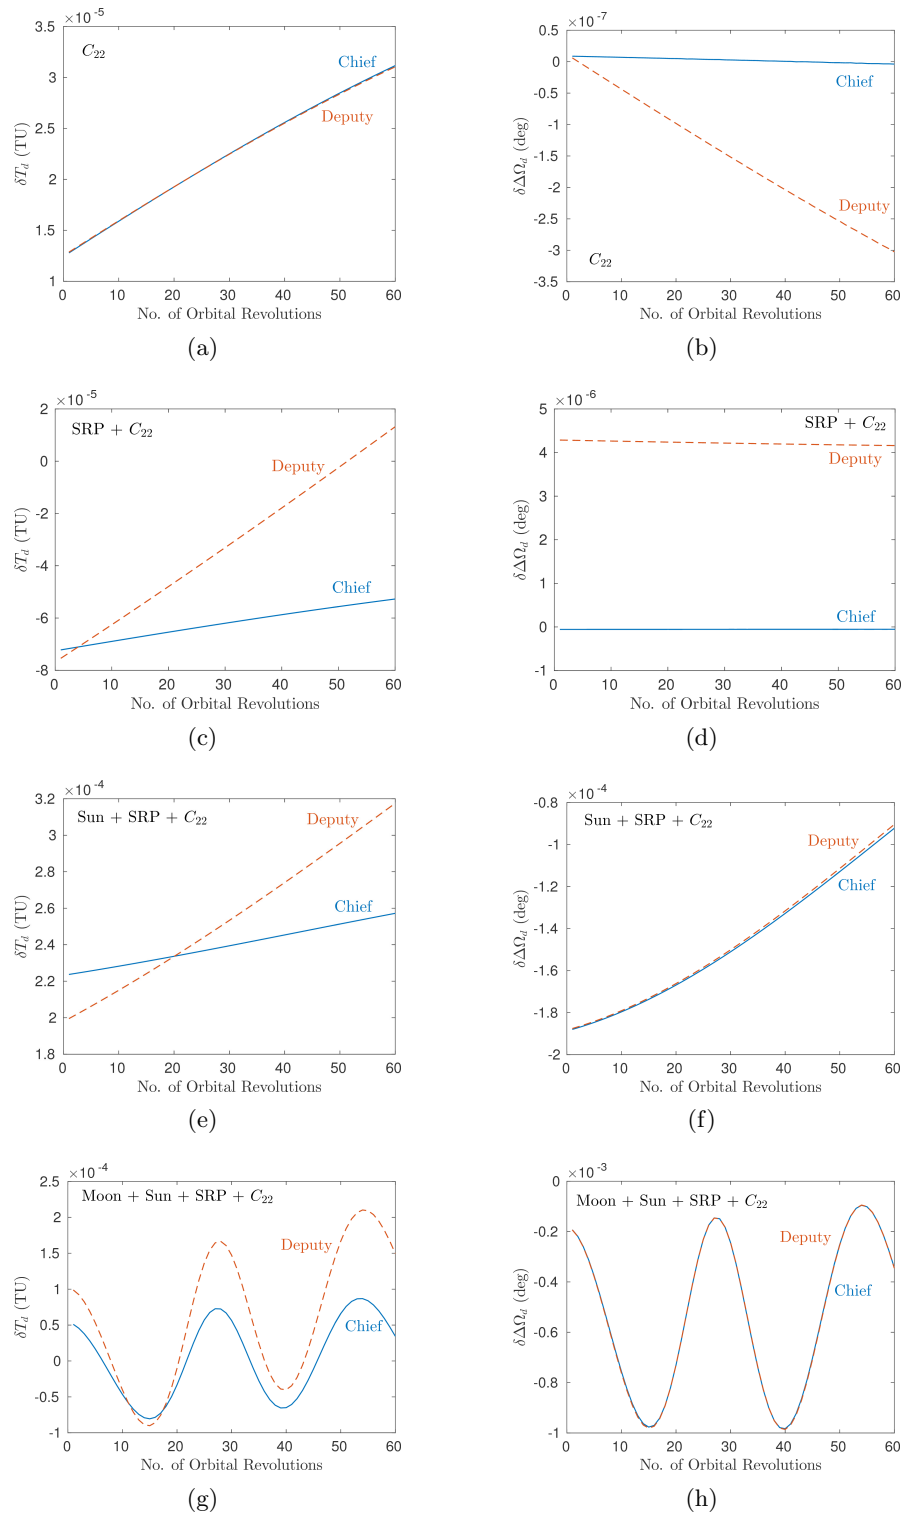 ×10-5
3.5
3
2.5
2
1.5
1
0 10 20 30 40 50 60
C22
Chief
Deputy
δTd (TU)
No. of Orbital Revolutions
(a)
×10-7
0.5
0
-0.5
-1
-1.5
-2
-2.5
-3
-3.5
0 10 20 30 40 50 60
Chief
Deputy
C22
δΔΩd (deg)
No. of Orbital Revolutions
(b)
×10-5
2
0
-2
-4
-6
-8
0 10 20 30 40 50 60
SRP + C22
Deputy
Chief
δTd (TU)
No. of Orbital Revolutions
(c)
×10-6
5
4
3
2
1
0
-1
0 10 20 30 40 50 60
SRP + C22
Deputy
Chief
δΔΩd (deg)
No. of Orbital Revolutions
(d)
×10-4
3.2
3
2.8
2.6
2.4
2.2
2
1.8
0 10 20 30 40 50 60
Sun + SRP + C22
Deputy
Chief
δTd (TU)
No. of Orbital Revolutions
(e)
×10-4
-0.8
-1
-1.2
-1.4
-1.6
-1.8
-2
0 10 20 30 40 50 60
Sun + SRP + C22
Deputy
Chief
δΔΩd (deg)
No. of Orbital Revolutions
(f)
×10-4
2.5
2
1.5
1
0.5
0
-0.5
-1
0 10 20 30 40 50 60
Moon + Sun + SRP + C22
Deputy
Chief
δTd (TU)
No. of Orbital Revolutions
(g)
×10-3
0
-0.2
-0.4
-0.6
-0.8
-1
0 10 20 30 40 50 60
Moon + Sun + SRP + C22
Deputy
Chief
δΔΩd (deg)
No. of Orbital Revolutions
(h)